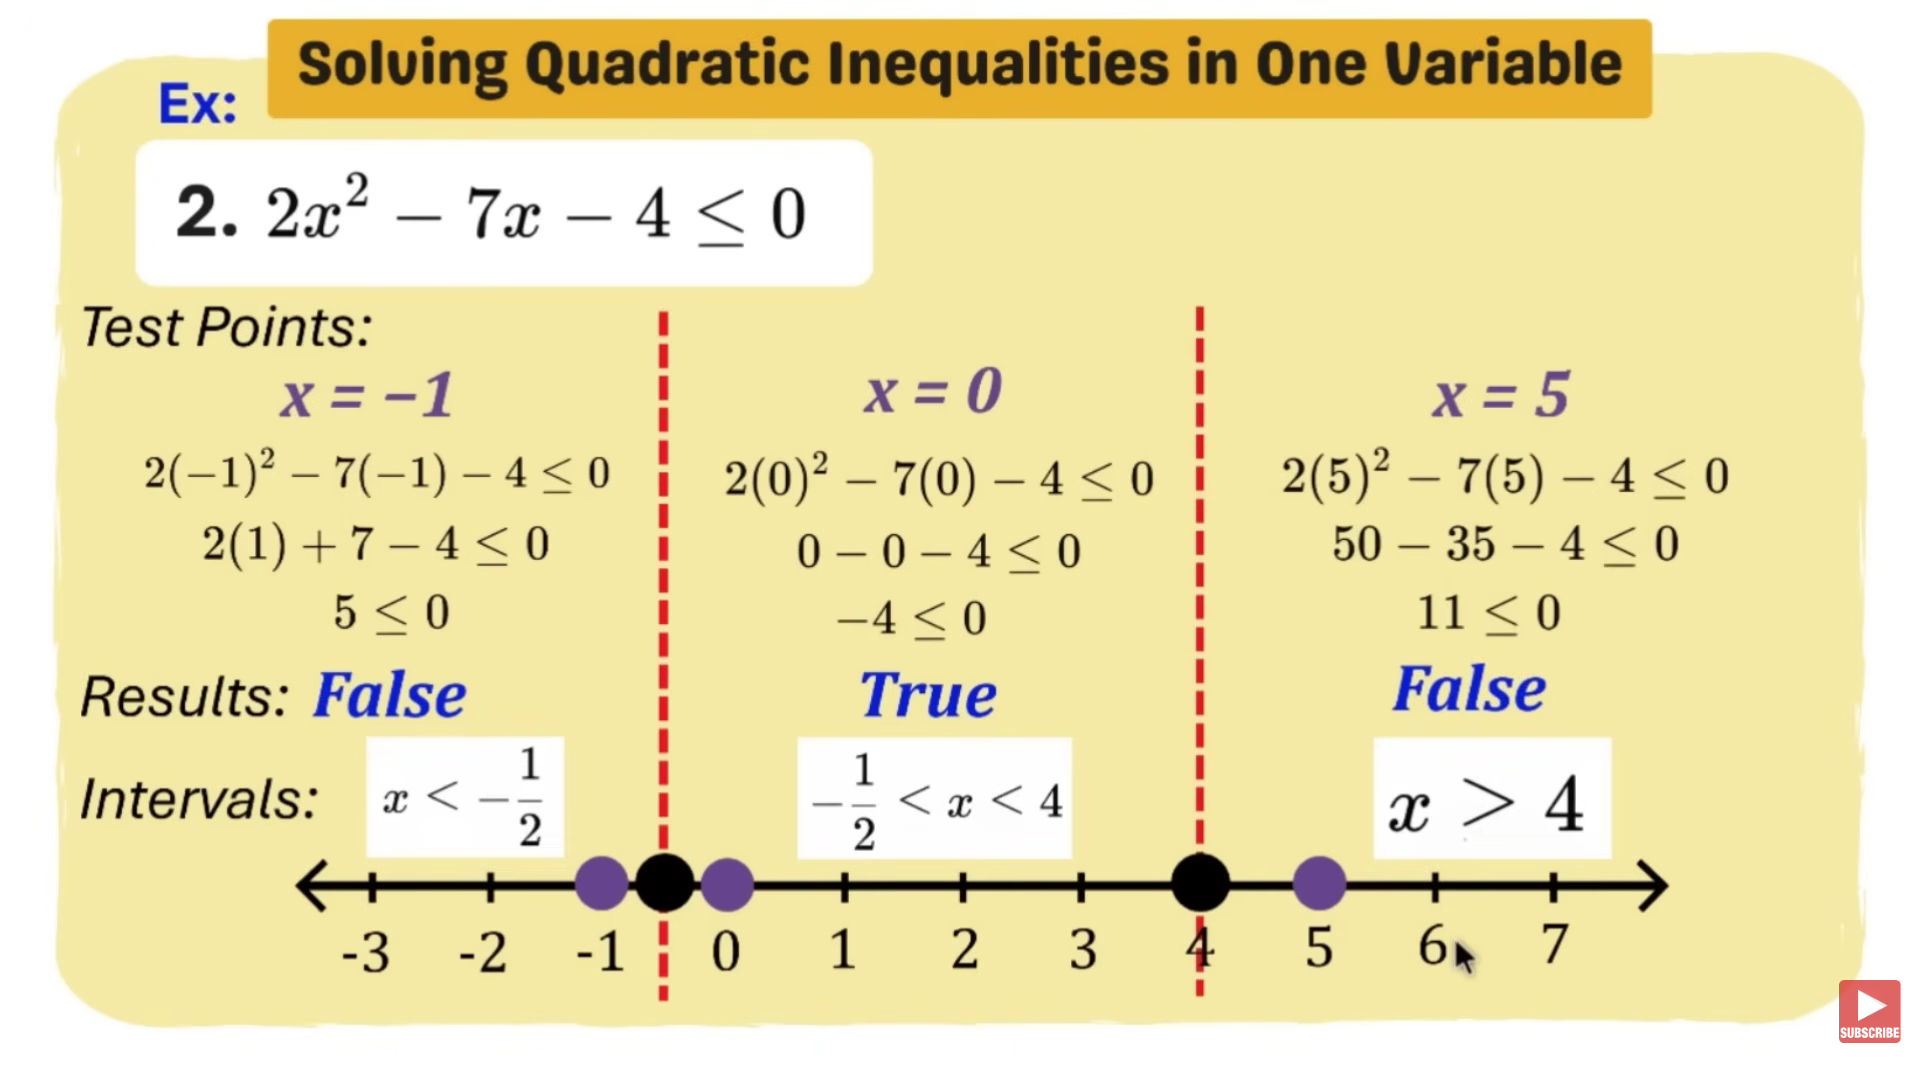 Solving Quadratic Inequalities in One Variable
Ex:
2. 2x² − 7x − 4 ≤ 0
Test Points:
x = −1
x = 0
x = 5
2(−1)² − 7(−1) − 4 ≤ 0
2(0)² − 7(0) − 4 ≤ 0
2(5)² − 7(5) − 4 ≤ 0
2(1) + 7 − 4 ≤ 0
0 − 0 − 4 ≤ 0
50 − 35 − 4 ≤ 0
5 ≤ 0
−4 ≤ 0
11 ≤ 0
Results: False
True
False
Intervals: x < −1/2
−1/2 < x < 4
x > 4
-3 -2 -1 0 1 2 3 4 5 6 7
SUBSCRIBE